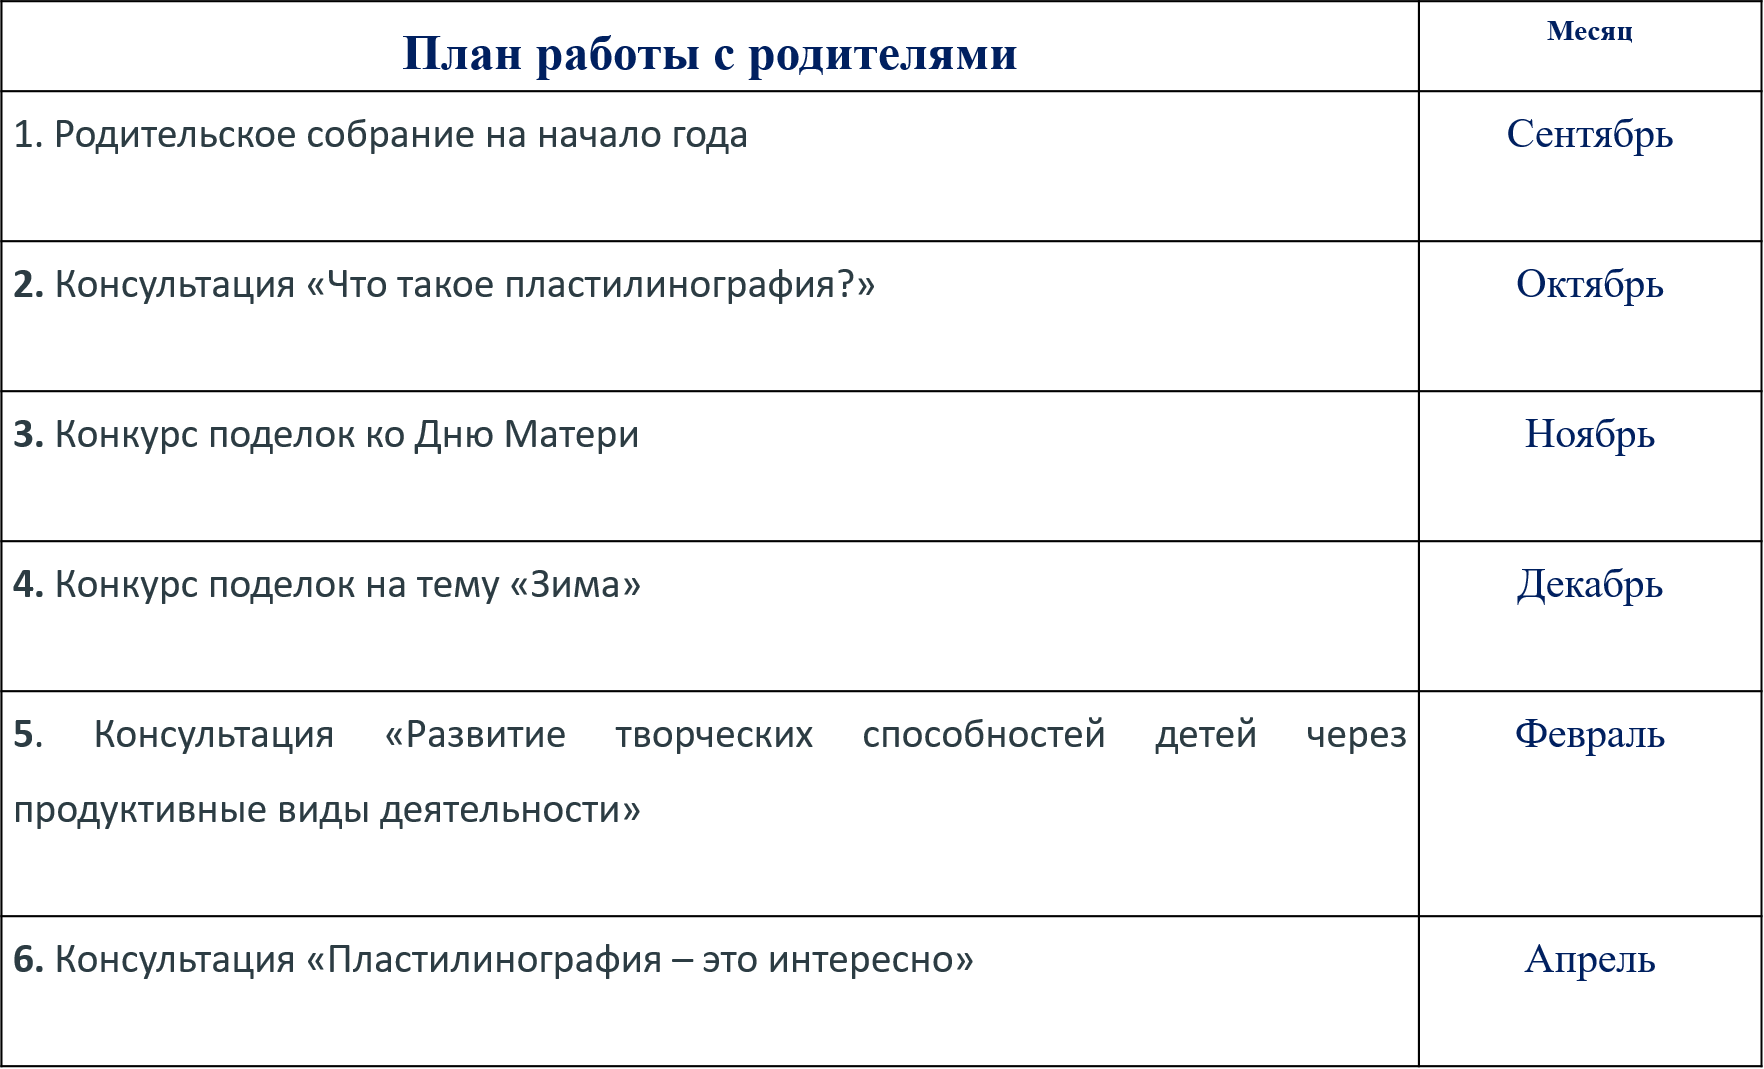 План работы с родителями
Месяц
1. Родительское собрание на начало года
Сентябрь
2. Консультация «Что такое пластилинография?»
Октябрь
3. Конкурс поделок ко Дню Матери
Ноябрь
4. Конкурс поделок на тему «Зима»
Декабрь
5. Консультация «Развитие творческих способностей детей через
продуктивные виды деятельности»
Февраль
6. Консультация «Пластилинография – это интересно»
Апрель